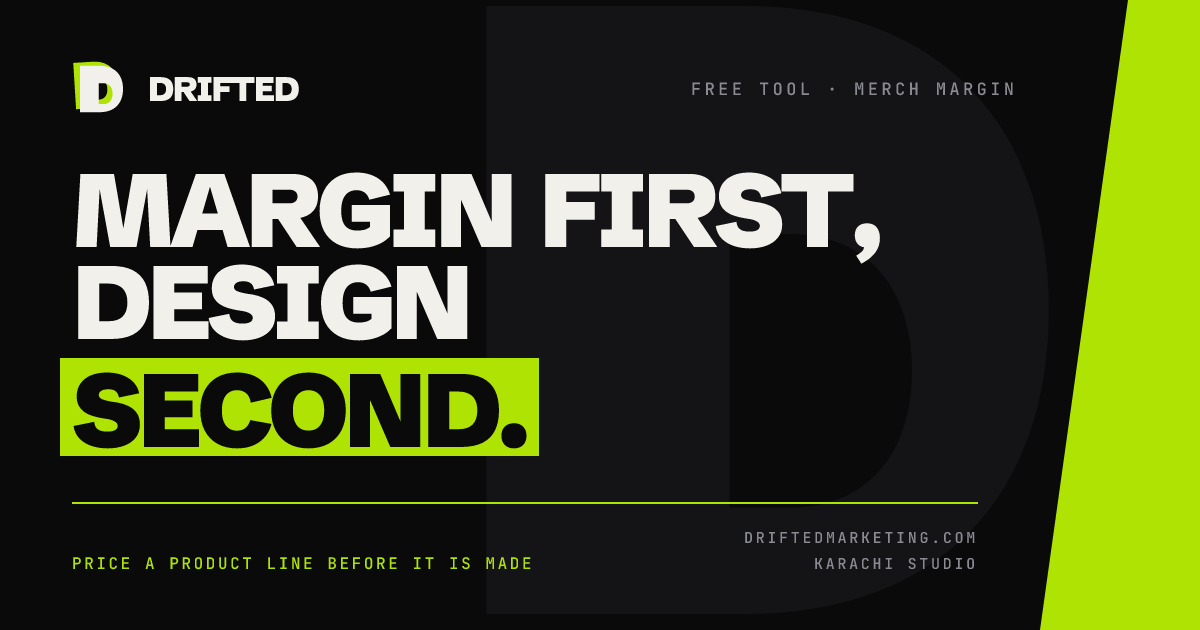 DRIFTED
FREE TOOL · MERCH MARGIN
MARGIN FIRST,
DESIGN
SECOND.
PRICE A PRODUCT LINE BEFORE IT IS MADE
DRIFTEDMARKETING.COM
KARACHI STUDIO